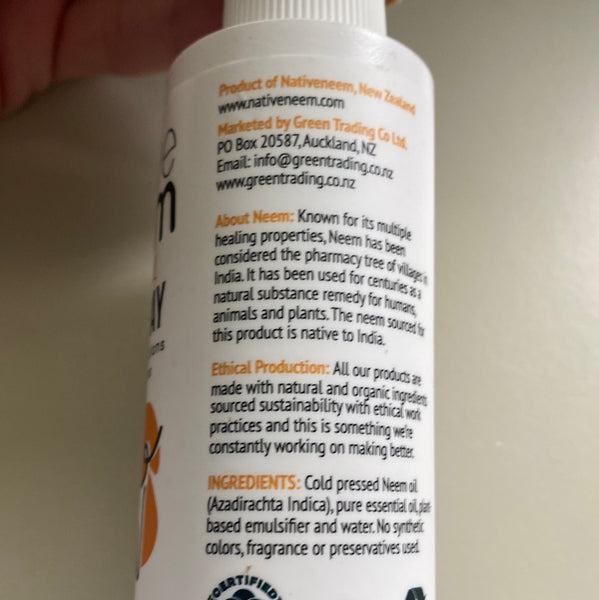 Product of Nativeneem, New Zealand
www.nativeneem.com
Marketed by Green Trading Co Ltd.
PO Box 20587, Auckland, NZ
Email: info@greentrading.co.nz
www.greentrading.co.nz
About Neem: Known for its multiple
healing properties, Neem has been
considered the pharmacy tree of villages in
India. It has been used for centuries as a
natural substance remedy for humans,
animals and plants. The neem sourced for
this product is native to India.
Ethical Production: All our products are
made with natural and organic ingredients
sourced sustainability with ethical work
practices and this is something we're
constantly working on making better.
INGREDIENTS: Cold pressed Neem oil
(Azadirachta Indica), pure essential oil, plant
based emulsifier and water. No synthetic
colors, fragrance or preservatives used.
CERTIFIED